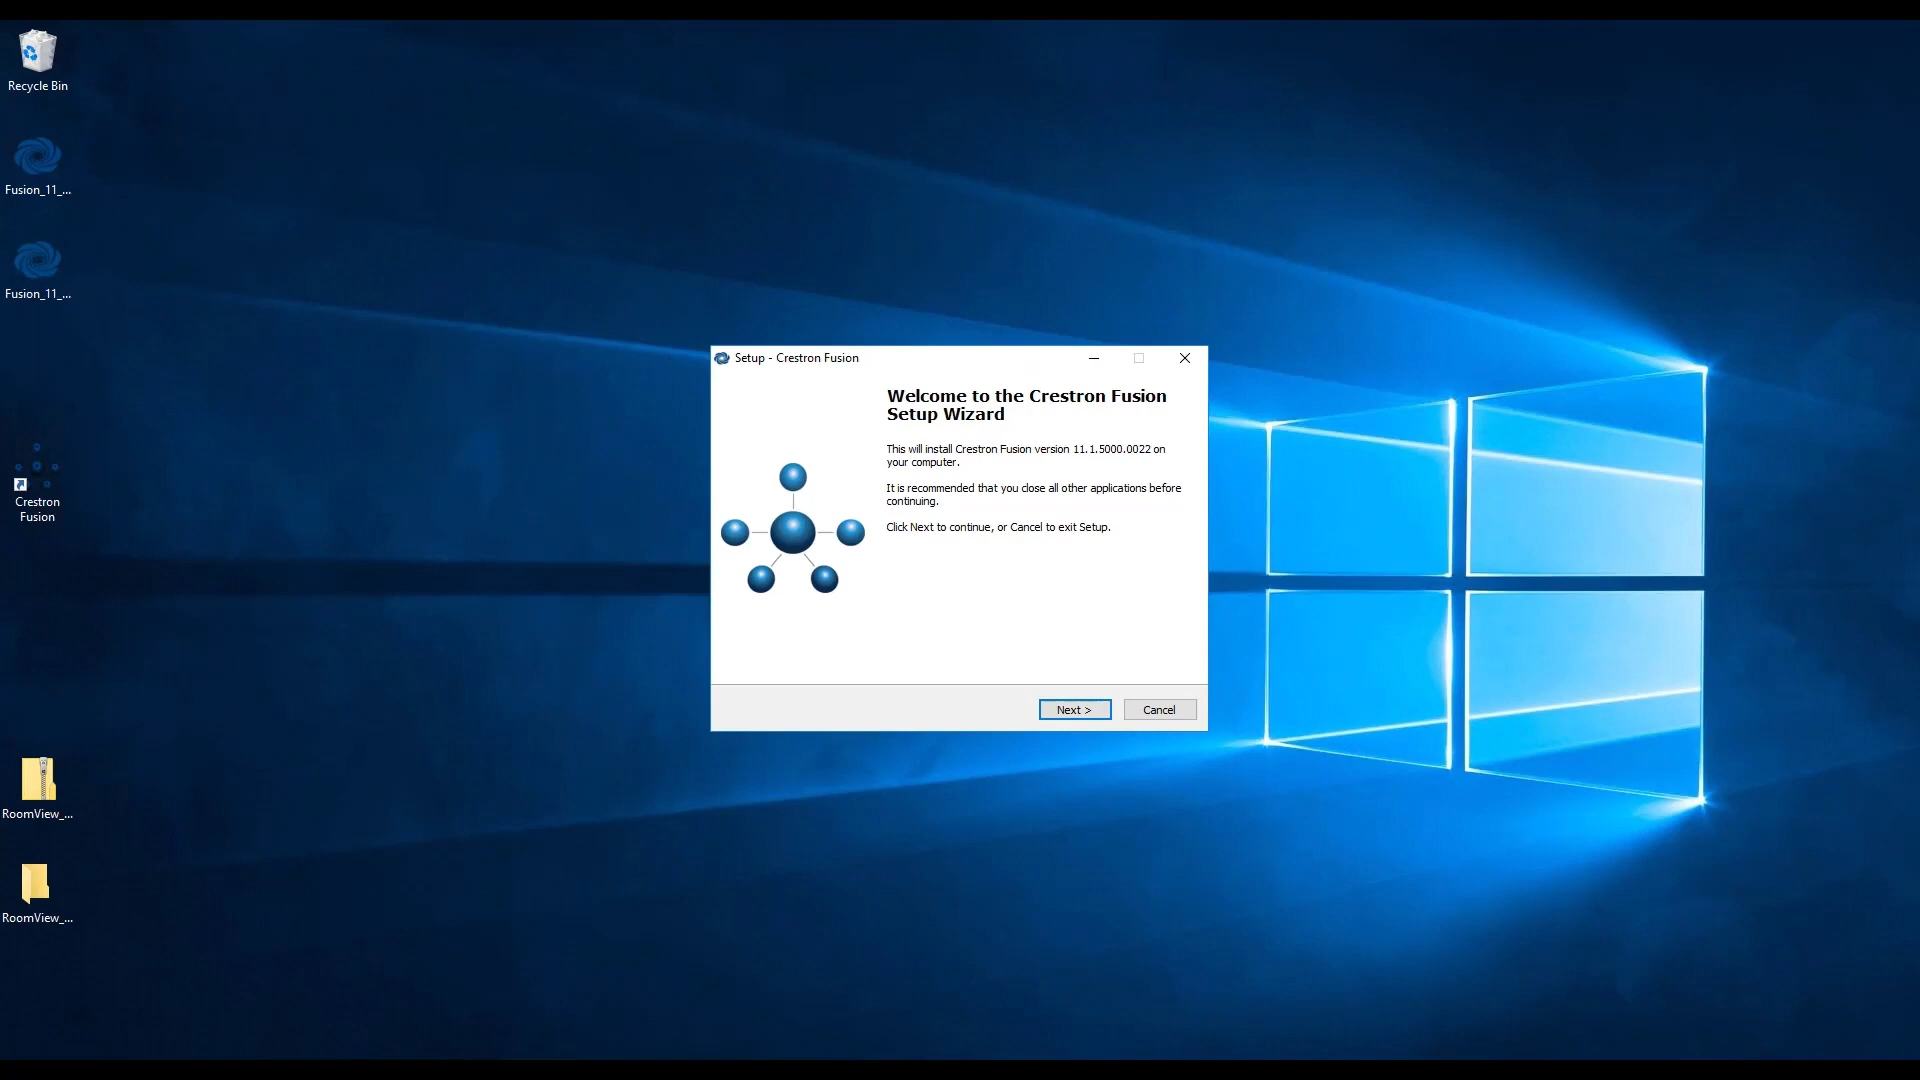 Recycle Bin
Fusion_11_...
Fusion_11_...
Crestron
Fusion
RoomView_...
RoomView_...
Setup - Crestron Fusion
Welcome to the Crestron Fusion
Setup Wizard
This will install Crestron Fusion version 11.1.5000.0022 on
your computer.
It is recommended that you close all other applications before
continuing.
Click Next to continue, or Cancel to exit Setup.
Next >
Cancel